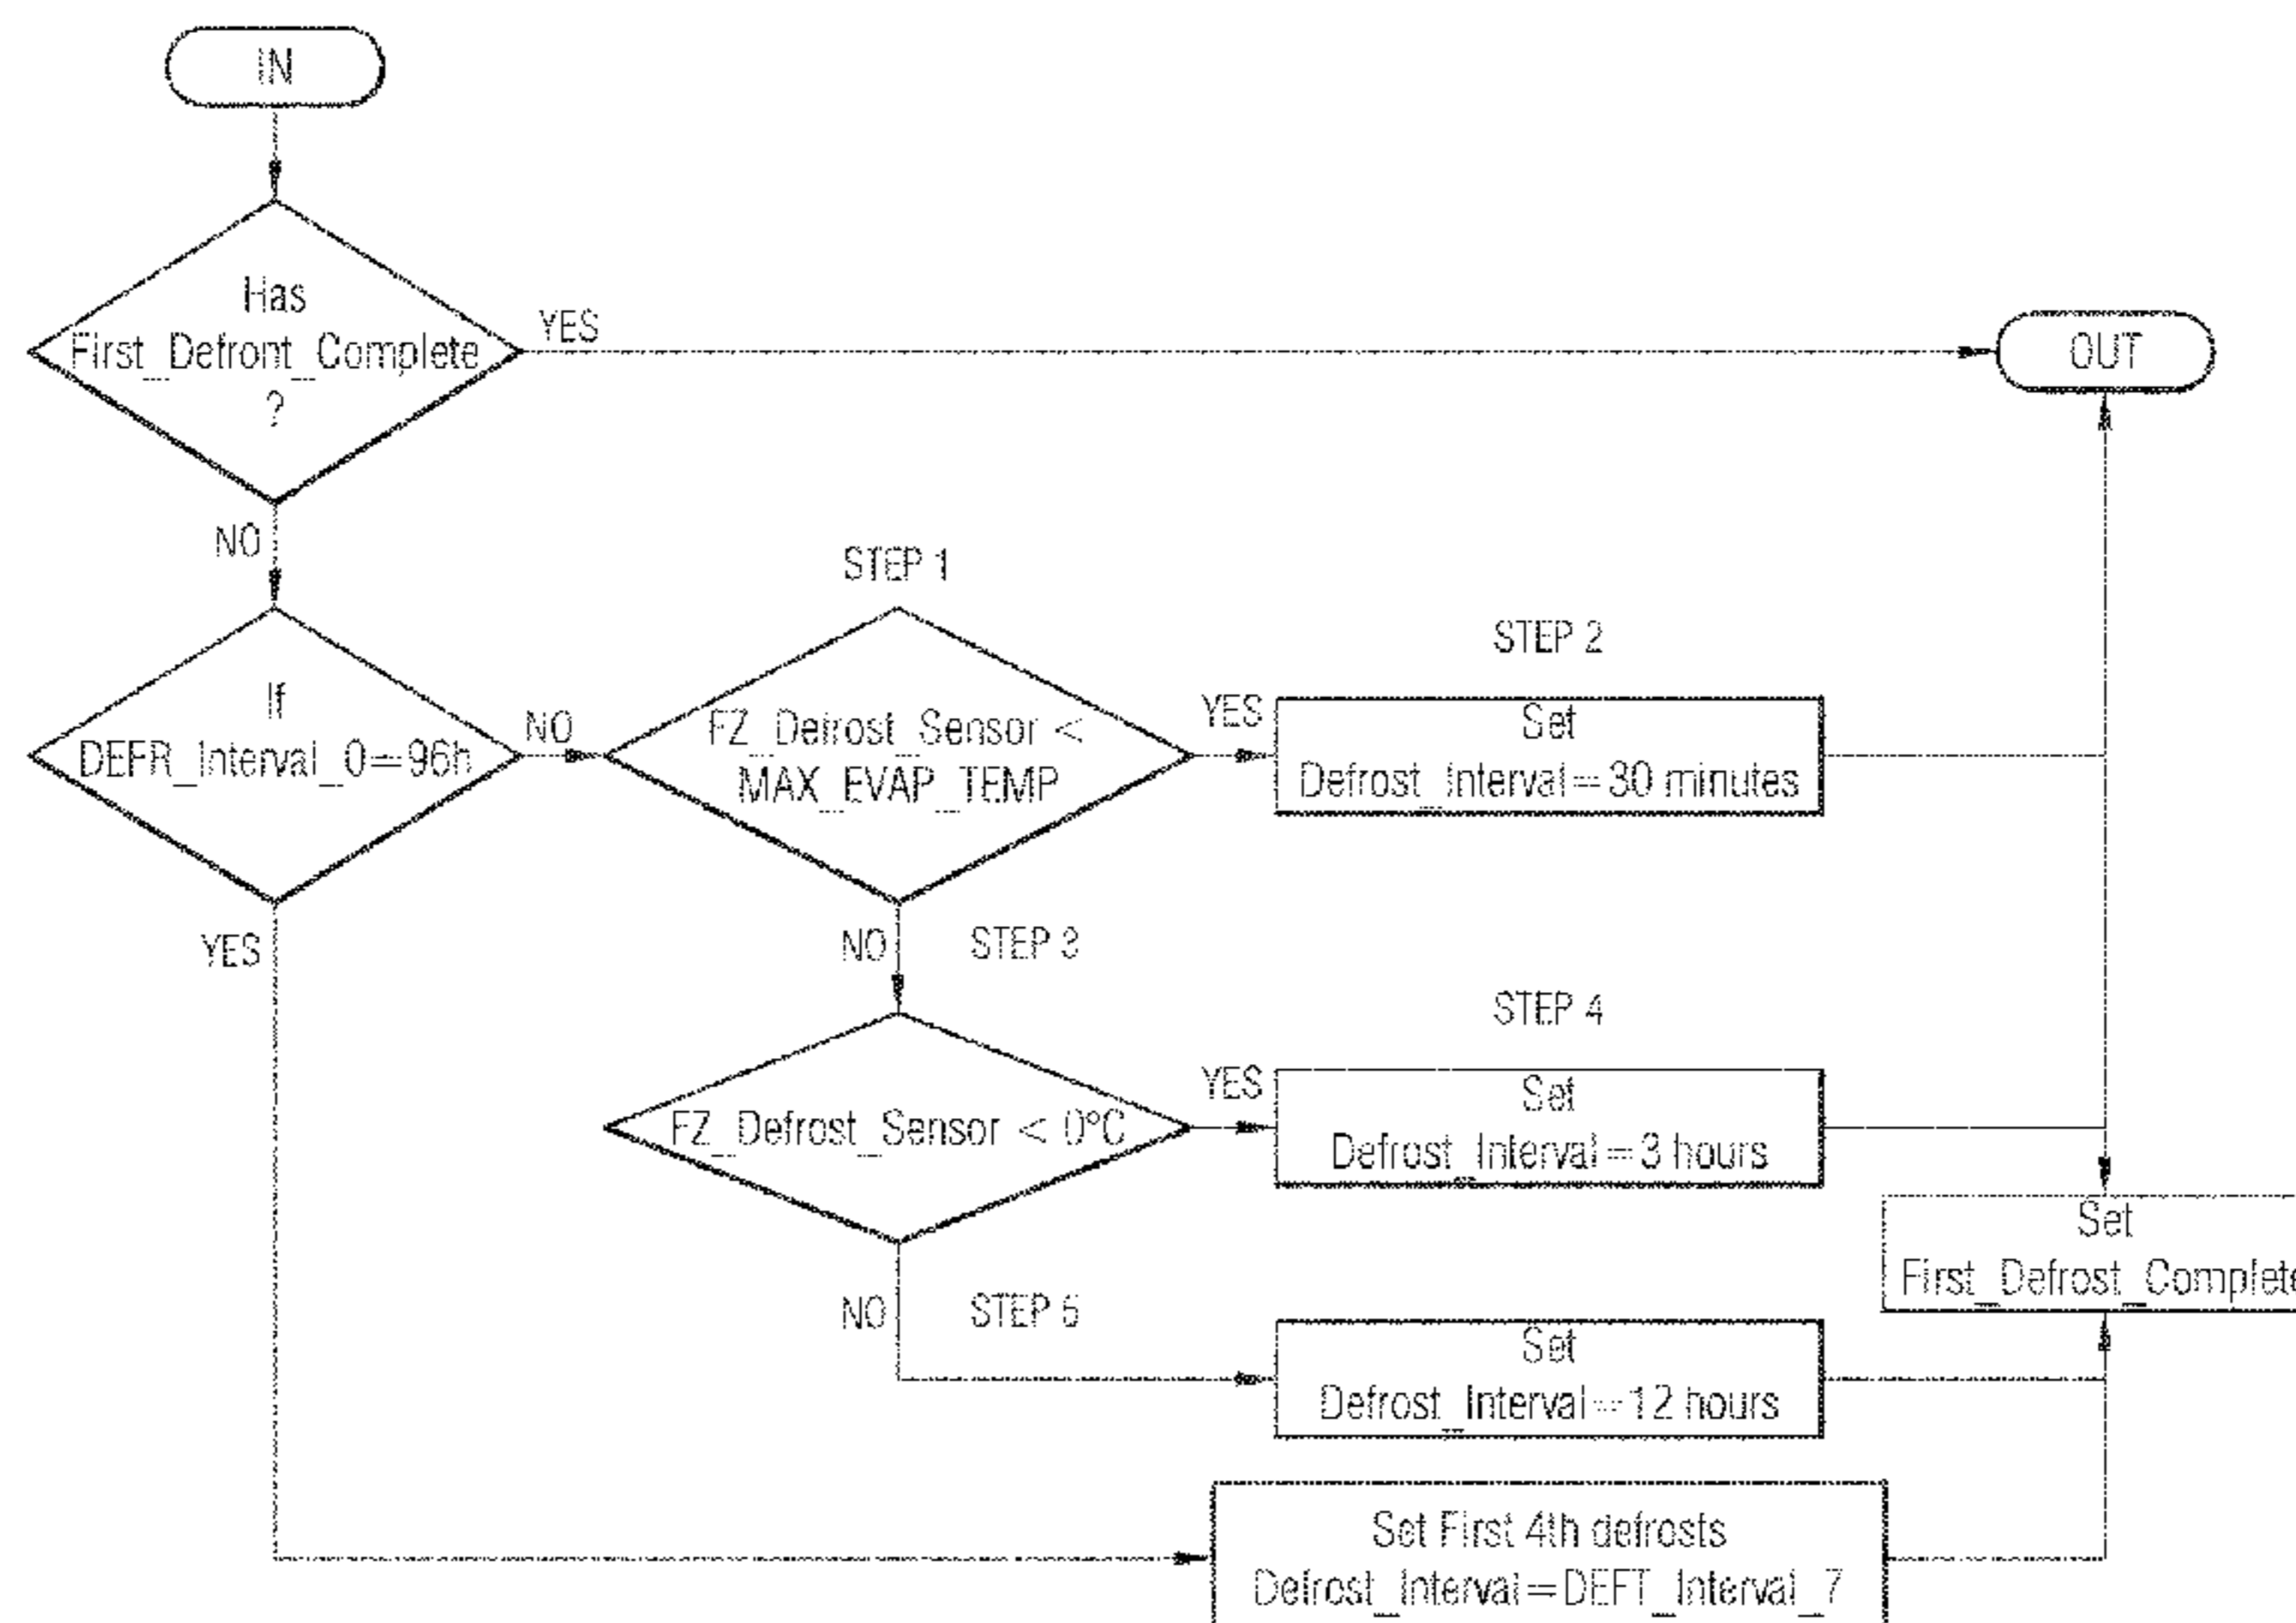 IN
Has
First_Defront_Complete
?
YES
OUT
NO
STEP 1
STEP 2
If
DEFR_Interval_0=96h
NO
FZ_Defrost_Sensor <
MAX_EVAP_TEMP
YES
Set
Defrost_Interval=30 minutes
YES
NO
STEP 3
STEP 4
FZ_Defrost_Sensor < 0°C
YES
Set
Defrost_Interval=3 hours
Set
First_Defrost_Complete
NO
STEP 5
Set
Defrost_Interval=12 hours
Set First 4th defrosts
Defrost_Interval=DEFT_Interval_7